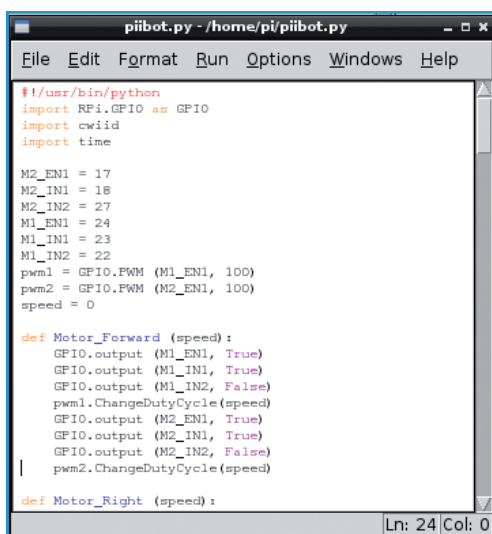 piibot.py - /home/pi/piibot.py
File Edit Format Run Options Windows Help
#!/usr/bin/python
import RPi.GPIO as GPIO
import cwiid
import time
M2_EN1 = 17
M2_IN1 = 18
M2_IN2 = 27
M1_EN1 = 24
M1_IN1 = 23
M1_IN2 = 22
pwm1 = GPIO.PWM (M1_EN1, 100)
pwm2 = GPIO.PWM (M2_EN1, 100)
speed = 0
def Motor_Forward (speed):
    GPIO.output (M1_EN1, True)
    GPIO.output (M1_IN1, True)
    GPIO.output (M1_IN2, False)
    pwm1.ChangeDutyCycle(speed)
    GPIO.output (M2_EN1, True)
    GPIO.output (M2_IN1, True)
    GPIO.output (M2_IN2, False)
    pwm2.ChangeDutyCycle(speed)
def Motor_Right (speed):
Ln: 24 Col: 0